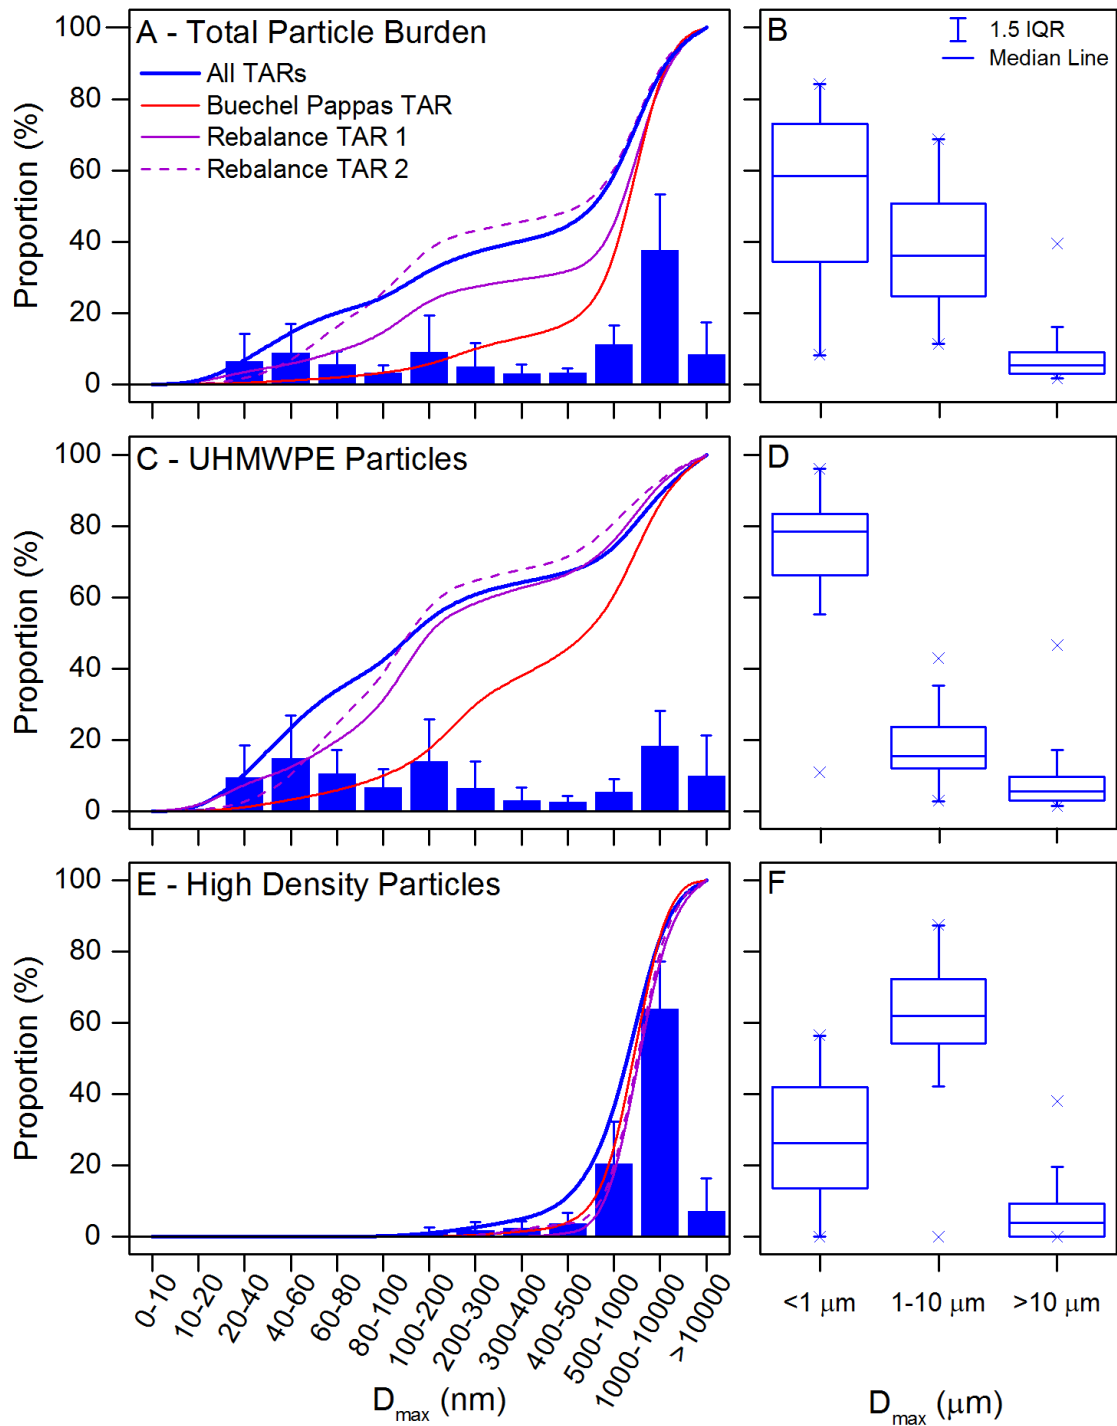 A - Total Particle Burden
All TARs
Buechel Pappas TAR
Rebalance TAR 1
Rebalance TAR 2
Proportion (%)
100
80
60
40
20
0
B
1.5 IQR
Median Line
C - UHMWPE Particles
Proportion (%)
100
80
60
40
20
0
D
E - High Density Particles
Proportion (%)
100
80
60
40
20
0
F
0-10
10-20
20-40
40-60
60-80
80-100
100-200
200-300
300-400
400-500
500-1000
1000-10000
>10000
Dmax (nm)
<1 μm
1-10 μm
>10 μm
Dmax (μm)